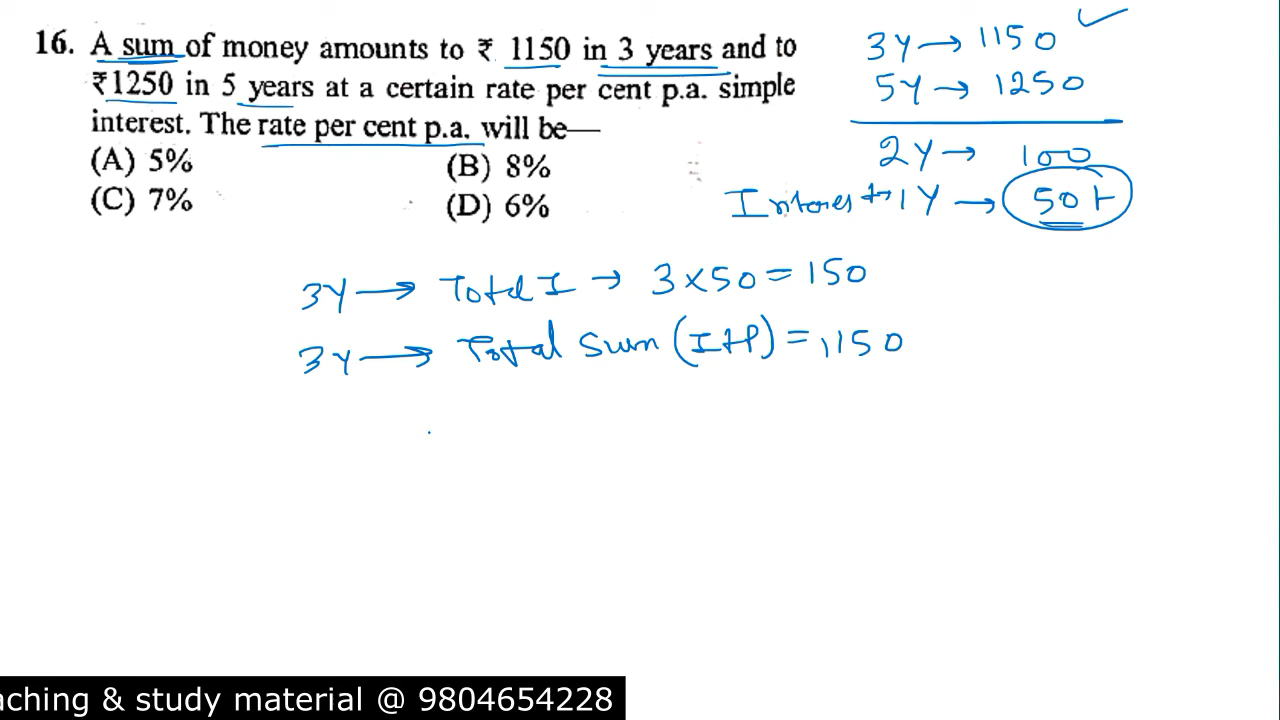 16. A sum of money amounts to ₹ 1150 in 3 years and to
₹1250 in 5 years at a certain rate per cent p.a. simple
interest. The rate per cent p.a. will be—
(A) 5% (B) 8%
(C) 7% (D) 6%
3Y → 1150
5Y → 1250
2Y → 100
Interest 1Y → 50
3Y → Total I → 3 × 50 = 150
3Y → Total Sum (I+P) = 1150
aching & study material @ 9804654228